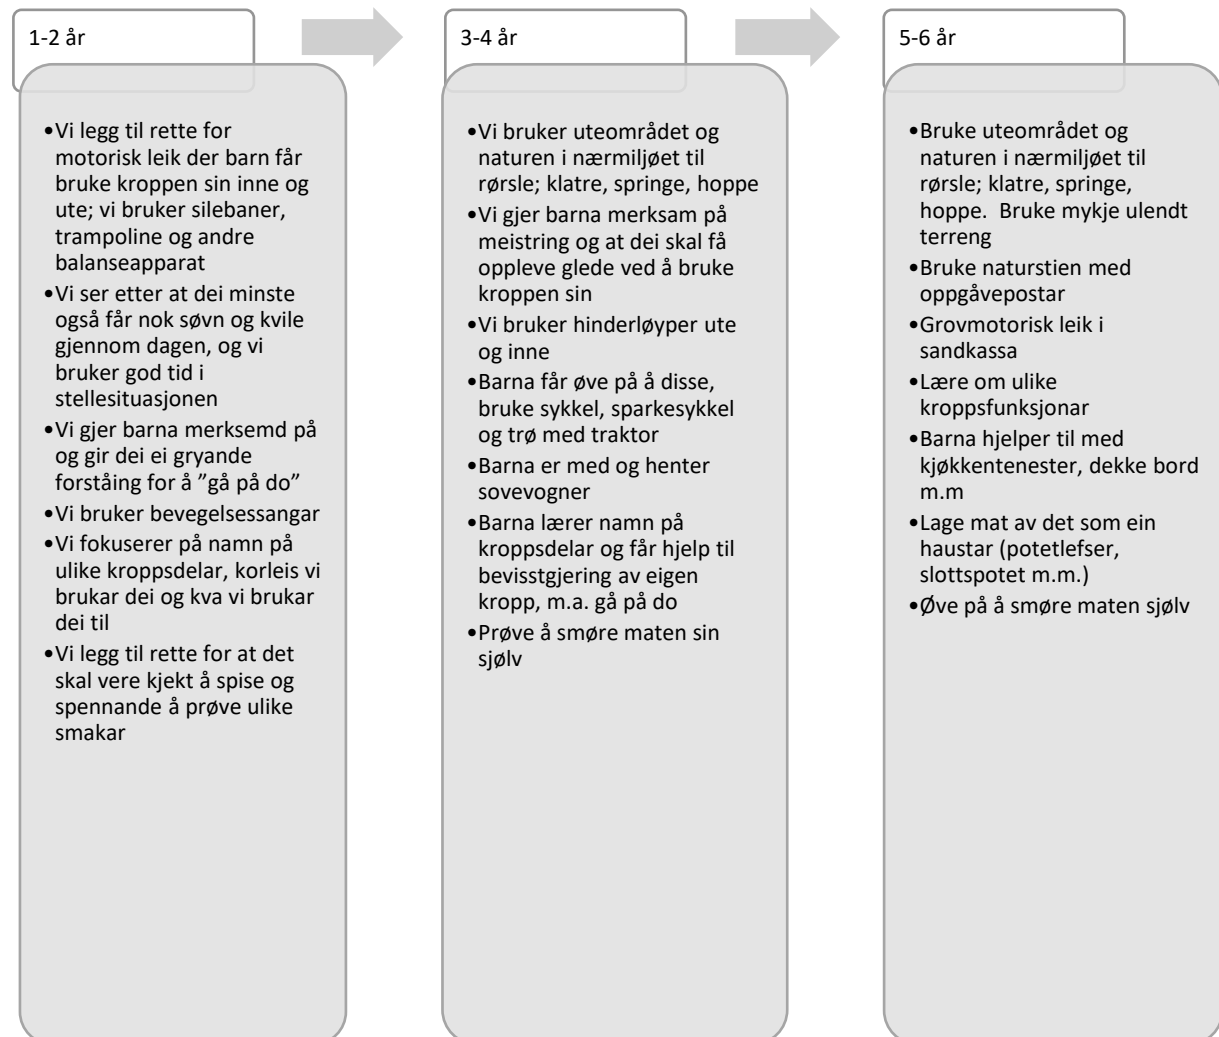 1-2 år
•Vi legg til rette for
motorisk leik der barn får
bruke kroppen sin inne og
ute; vi bruker silebaner,
trampoline og andre
balanseapparat
•Vi ser etter at dei minste
også får nok søvn og kvile
gjennom dagen, og vi
bruker god tid i
stellesituasjonen
•Vi gjer barna merksemd på
og gir dei ei gryande
forståing for å ”gå på do”
•Vi bruker bevegelsessangar
•Vi fokuserer på namn på
ulike kroppsdelar, korleis vi
brukar dei og kva vi brukar
dei til
•Vi legg til rette for at det
skal vere kjekt å spise og
spennande å prøve ulike
smakar
3-4 år
•Vi bruker uteområdet og
naturen i nærmiljøet til
rørsle; klatre, springe, hoppe
•Vi gjer barna merksam på
meistring og at dei skal få
oppleve glede ved å bruke
kroppen sin
•Vi bruker hinderløyper ute
og inne
•Barna får øve på å disse,
bruke sykkel, sparkesykkel
og trø med traktor
•Barna er med og henter
sovevogner
•Barna lærer namn på
kroppsdelar og får hjelp til
bevisstgjering av eigen
kropp, m.a. gå på do
•Prøve å smøre maten sin
sjølv
5-6 år
•Bruke uteområdet og
naturen i nærmiljøet til
rørsle; klatre, springe,
hoppe.  Bruke mykje ulendt
terreng
•Bruke naturstien med
oppgåvepostar
•Grovmotorisk leik i
sandkassa
•Lære om ulike
kroppsfunksjonar
•Barna hjelper til med
kjøkkentenester, dekke bord
m.m
•Lage mat av det som ein
haustar (potetlefser,
slottspotet m.m.)
•Øve på å smøre maten sjølv